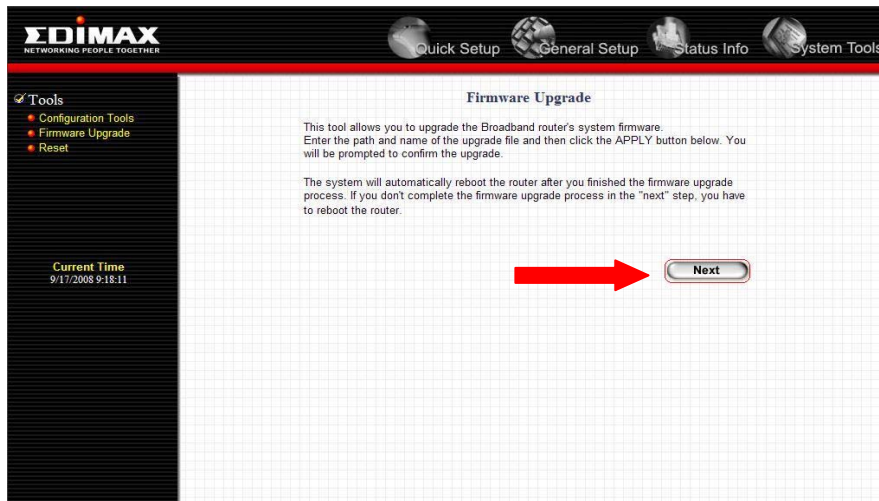 EDIMAX
NETWORKING PEOPLE TOGETHER
Quick Setup
General Setup
Status Info
System Tools
Tools
Configuration Tools
Firmware Upgrade
Reset
Current Time
9/17/2008 9:18:11
Firmware Upgrade
This tool allows you to upgrade the Broadband router's system firmware.
Enter the path and name of the upgrade file and then click the APPLY button below. You
will be prompted to confirm the upgrade.
The system will automatically reboot the router after you finished the firmware upgrade
process. If you don't complete the firmware upgrade process in the "next" step, you have
to reboot the router.
Next